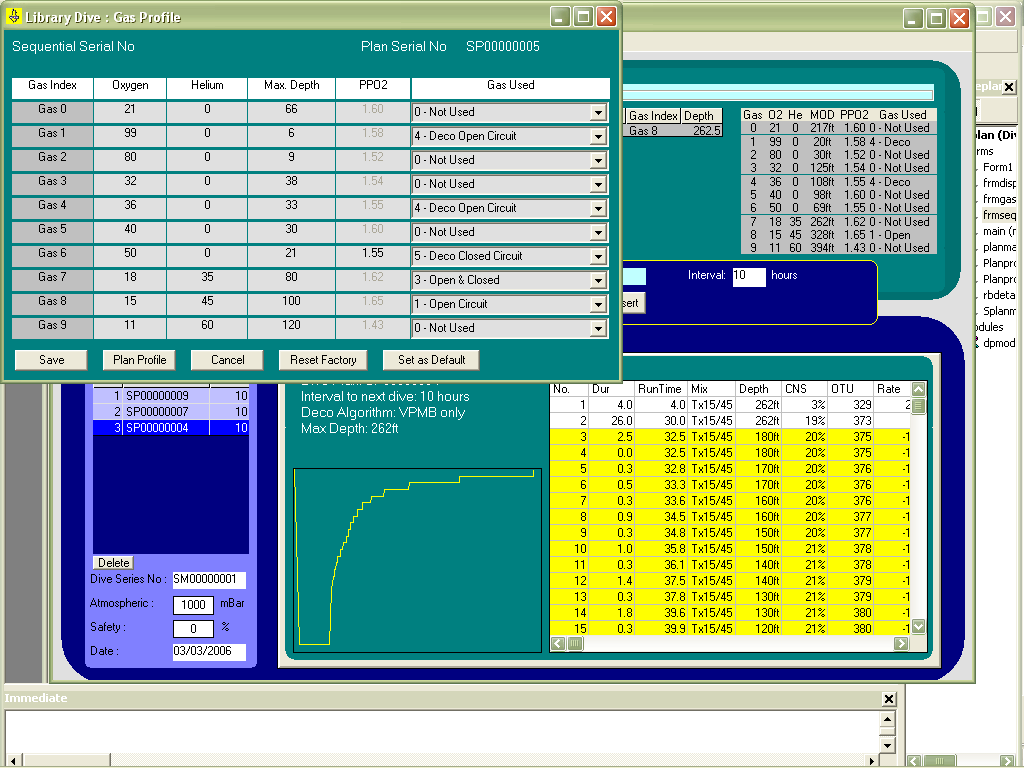 Library Dive : Gas Profile
Sequential Serial No Plan Serial No SP00000005
Gas Index Oxygen Helium Max. Depth PPO2 Gas Used
Gas 0 21 0 66 1.60 0 - Not Used
Gas 1 99 0 6 1.58 4 - Deco Open Circuit
Gas 2 80 0 9 1.52 0 - Not Used
Gas 3 32 0 38 1.54 0 - Not Used
Gas 4 36 0 33 1.55 4 - Deco Open Circuit
Gas 5 40 0 30 1.60 0 - Not Used
Gas 6 50 0 21 1.55 5 - Deco Closed Circuit
Gas 7 18 35 80 1.62 3 - Open & Closed
Gas 8 15 45 100 1.65 1 - Open Circuit
Gas 9 11 60 120 1.43 0 - Not Used
Save Plan Profile Cancel Reset Factory Set as Default
Gas Index Depth
Gas 8 262.5
Gas O2 He MOD PPO2 Gas Used
0 21 0 217ft 1.60 0 - Not Used
1 99 0 20ft 1.58 4 - Deco
2 80 0 30ft 1.52 0 - Not Used
3 32 0 125ft 1.54 0 - Not Used
4 36 0 108ft 1.55 4 - Deco
5 40 0 98ft 1.60 0 - Not Used
6 50 0 69ft 1.55 0 - Not Used
7 18 35 262ft 1.62 0 - Not Used
8 15 45 328ft 1.65 1 - Open
9 11 60 394ft 1.43 0 - Not Used
Interval: 10 hours
sert
eplan
plan (Div
rms
Form1
frmdisp
frmgas
frmseq
main (r
planma
Planpro
Planpro
rbdeta
Splanm
odules
dpmod
1 SP00000009 10
2 SP00000007 10
3 SP00000004 10
Delete
Dive Series No : SM00000001
Atmospheric : 1000 mBar
Safety : 0 %
Date : 03/03/2006
Interval to next dive: 10 hours
Deco Algorithm: VPMB only
Max Depth: 262ft
No. Dur RunTime Mix Depth CNS OTU Rate
1 4.0 4.0 Tx15/45 262ft 3% 329 2
2 26.0 30.0 Tx15/45 262ft 19% 373
3 2.5 32.5 Tx15/45 180ft 20% 375 -1
4 0.0 32.5 Tx15/45 180ft 20% 375 -1
5 0.3 32.8 Tx15/45 170ft 20% 376 -1
6 0.5 33.3 Tx15/45 170ft 20% 376 -1
7 0.3 33.6 Tx15/45 160ft 20% 376 -1
8 0.9 34.5 Tx15/45 160ft 20% 377 -1
9 0.3 34.8 Tx15/45 150ft 20% 377 -1
10 1.0 35.8 Tx15/45 150ft 21% 378 -1
11 0.3 36.1 Tx15/45 140ft 21% 378 -1
12 1.4 37.5 Tx15/45 140ft 21% 379 -1
13 0.3 37.8 Tx15/45 130ft 21% 379 -1
14 1.8 39.6 Tx15/45 130ft 21% 380 -1
15 0.3 39.9 Tx15/45 120ft 21% 380 -1
Immediate